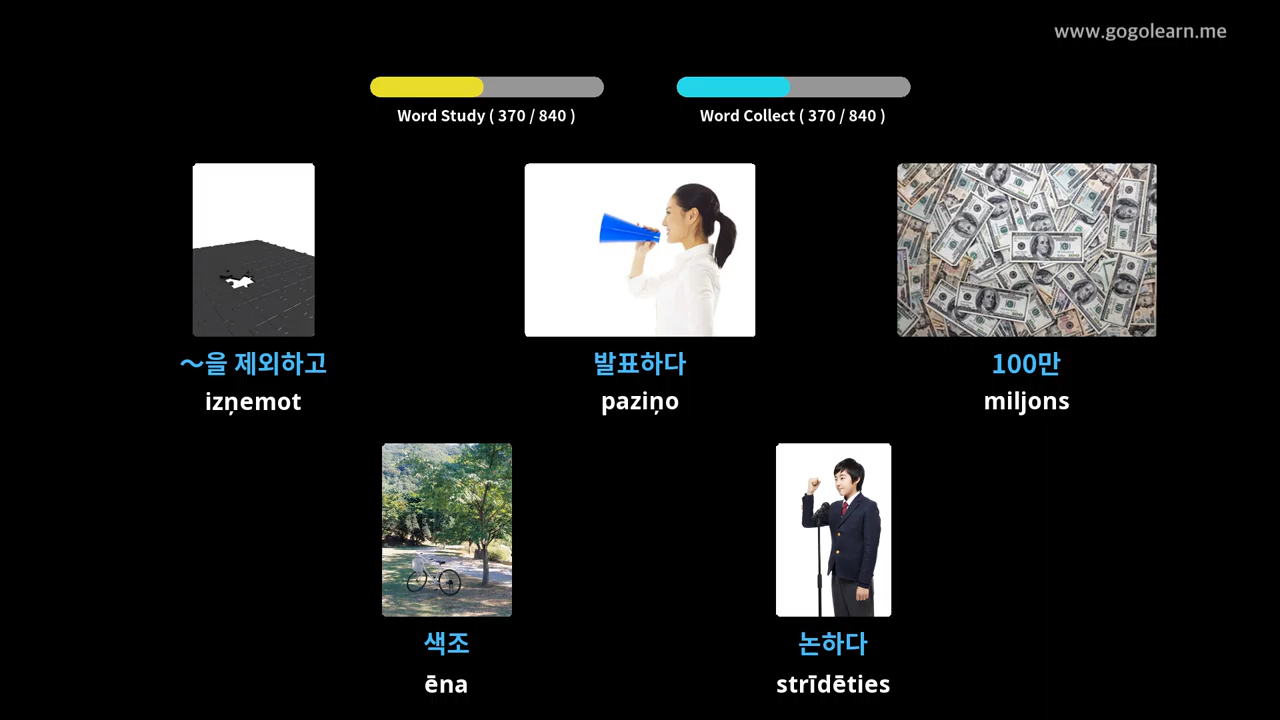 www.gogolearn.me
Word Study ( 370 / 840 )
Word Collect ( 370 / 840 )
～을 제외하고
izņemot
발표하다
paziņo
100만
miljons
색조
ēna
논하다
strīdēties